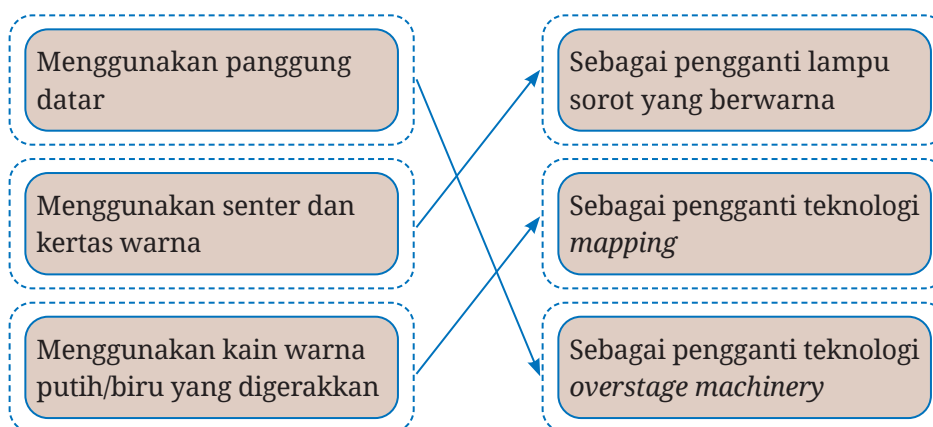 Menggunakan panggung
datar
Sebagai pengganti lampu
sorot yang berwarna
Menggunakan senter dan
kertas warna
Sebagai pengganti teknologi
mapping
Menggunakan kain warna
putih/biru yang digerakkan
Sebagai pengganti teknologi
overstage machinery